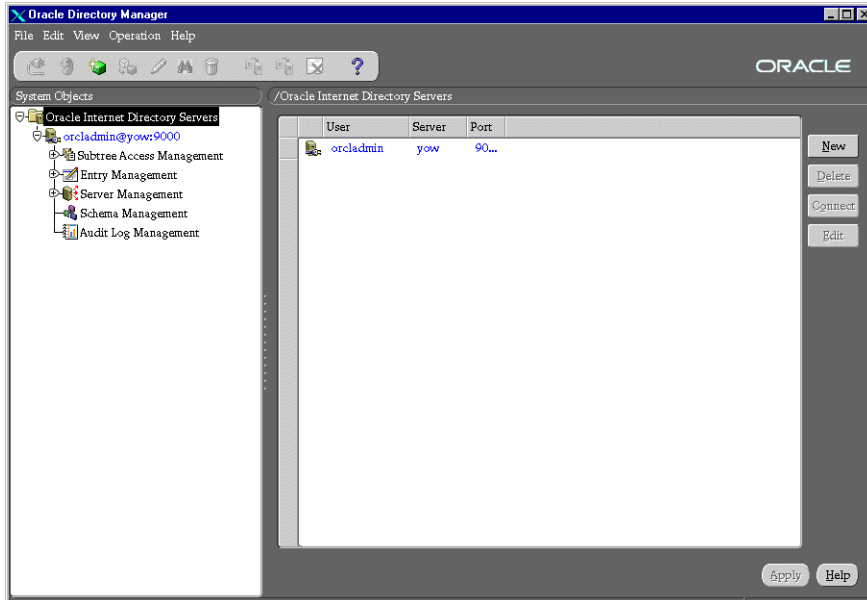 Oracle Directory Manager
File Edit View Operation Help
ORACLE
System Objects
/Oracle Internet Directory Servers
Oracle Internet Directory Servers
orcladmin@yow:9000
Subtree Access Management
Entry Management
Server Management
Schema Management
Audit Log Management
User Server Port
orcladmin yow 90...
New
Delete
Connect
Edit
Apply Help